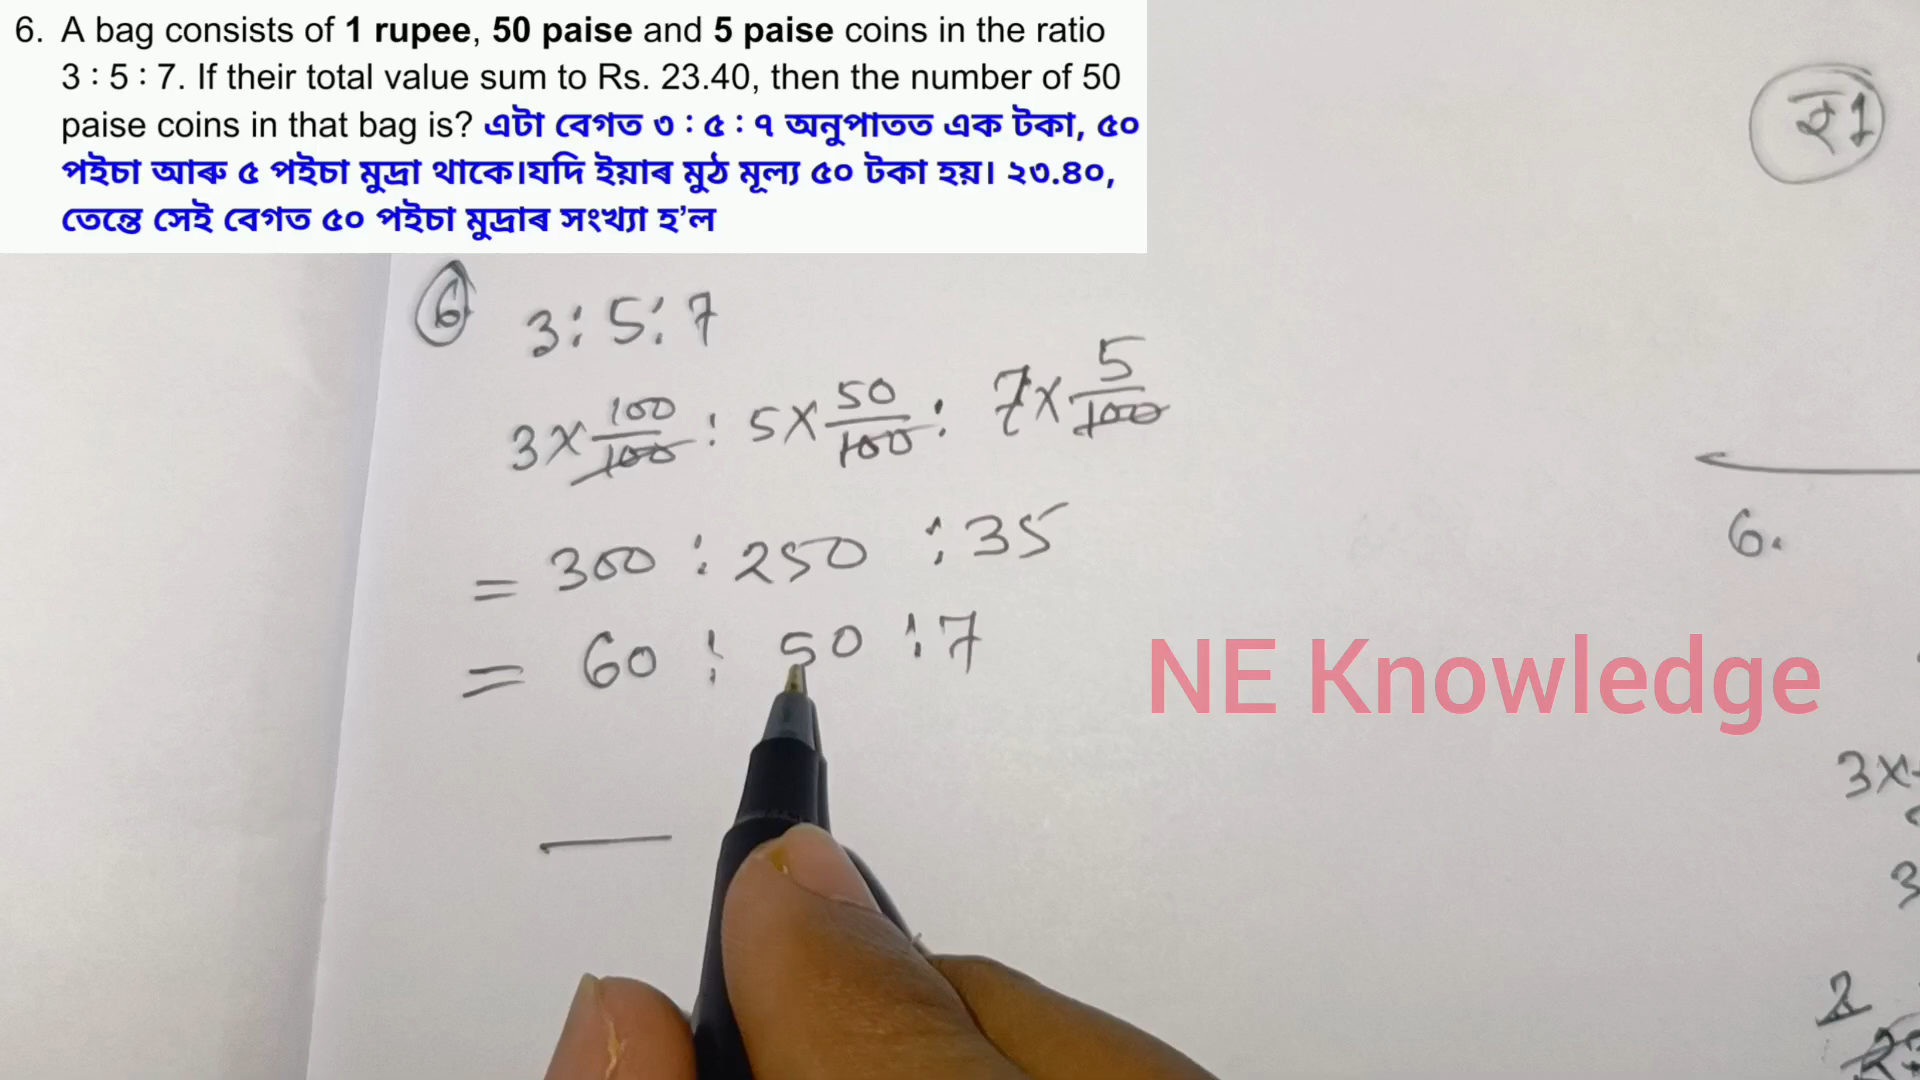 6. A bag consists of 1 rupee, 50 paise and 5 paise coins in the ratio
3 : 5 : 7. If their total value sum to Rs. 23.40, then the number of 50
paise coins in that bag is? এটা বেগত ৩ : ৫ : ৭ অনুপাতত এক টকা, ৫০
পইচা আৰু ৫ পইচা মুদ্ৰা থাকে।যদি ইয়াৰ মুঠ মূল্য ৫০ টকা হয়। ২৩.৪০,
তেন্তে সেই বেগত ৫০ পইচা মুদ্ৰাৰ সংখ্যা হ’ল
₹1
6 3:5:7
3 × 100/100 : 5 × 50/100 : 7 × 5/100
= 300 : 250 : 35
6.
= 60 : 50 : 7
NE Knowledge
3×
3
2